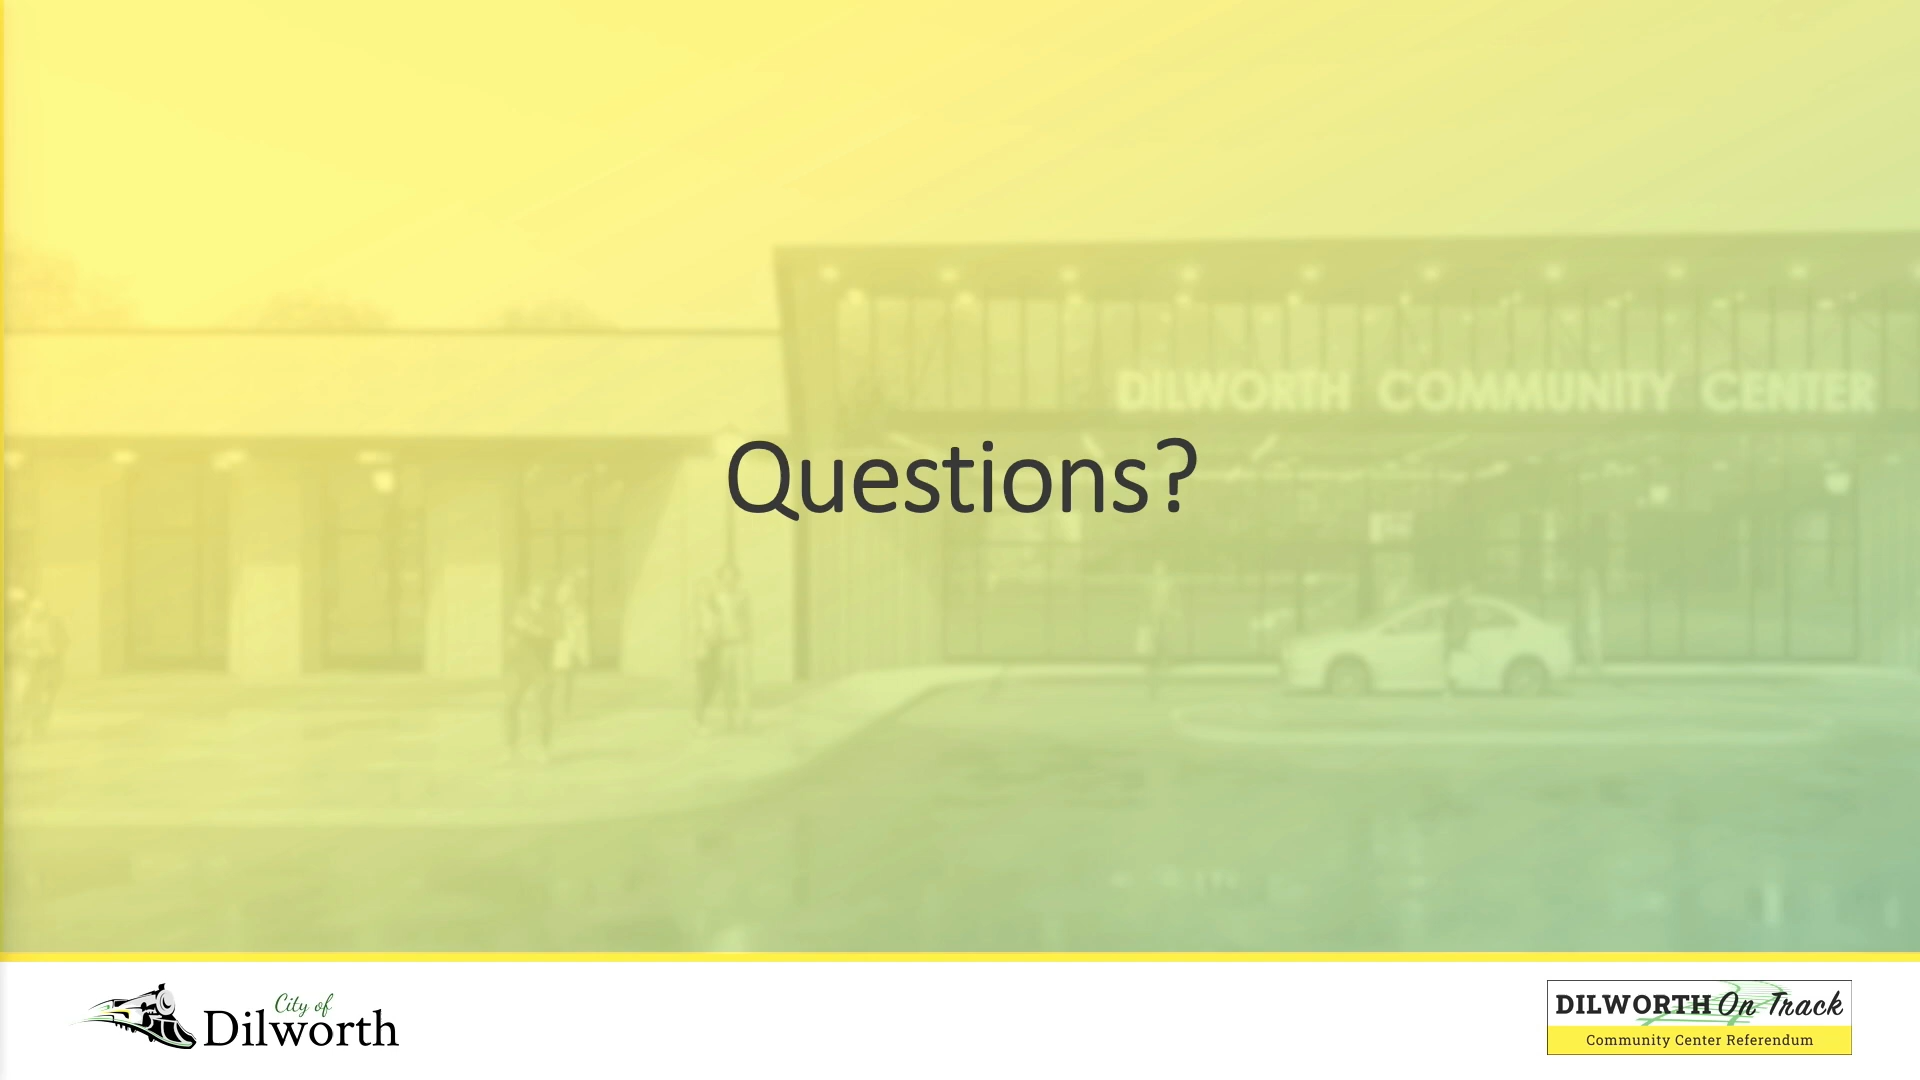 DILWORTH COMMUNITY CENTER
Questions?
City of
Dilworth
DILWORTH On Track
Community Center Referendum